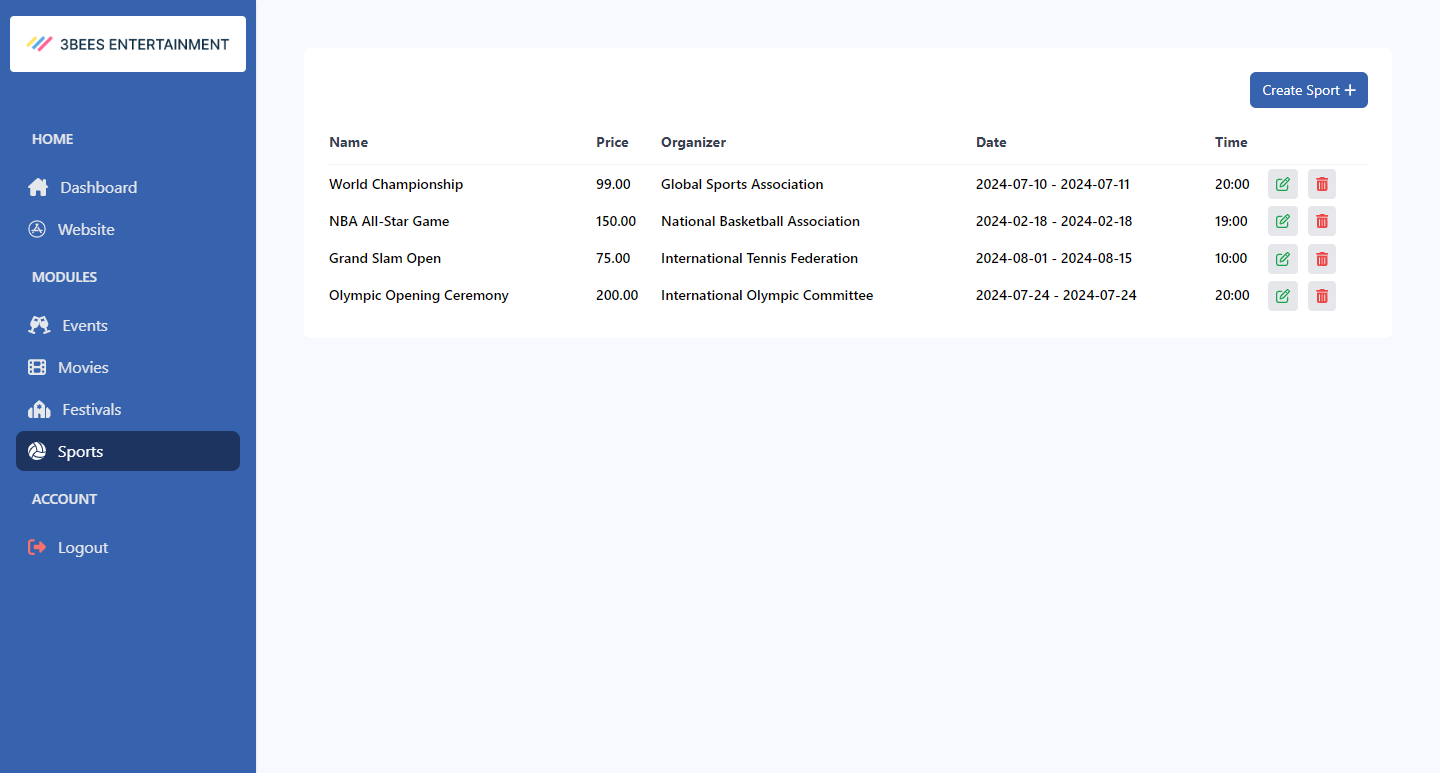 3BEES ENTERTAINMENT
HOME
Dashboard
Website
MODULES
Events
Movies
Festivals
Sports
ACCOUNT
Logout
Create Sport +
Name Price Organizer Date Time
World Championship 99.00 Global Sports Association 2024-07-10 - 2024-07-11 20:00
NBA All-Star Game 150.00 National Basketball Association 2024-02-18 - 2024-02-18 19:00
Grand Slam Open 75.00 International Tennis Federation 2024-08-01 - 2024-08-15 10:00
Olympic Opening Ceremony 200.00 International Olympic Committee 2024-07-24 - 2024-07-24 20:00